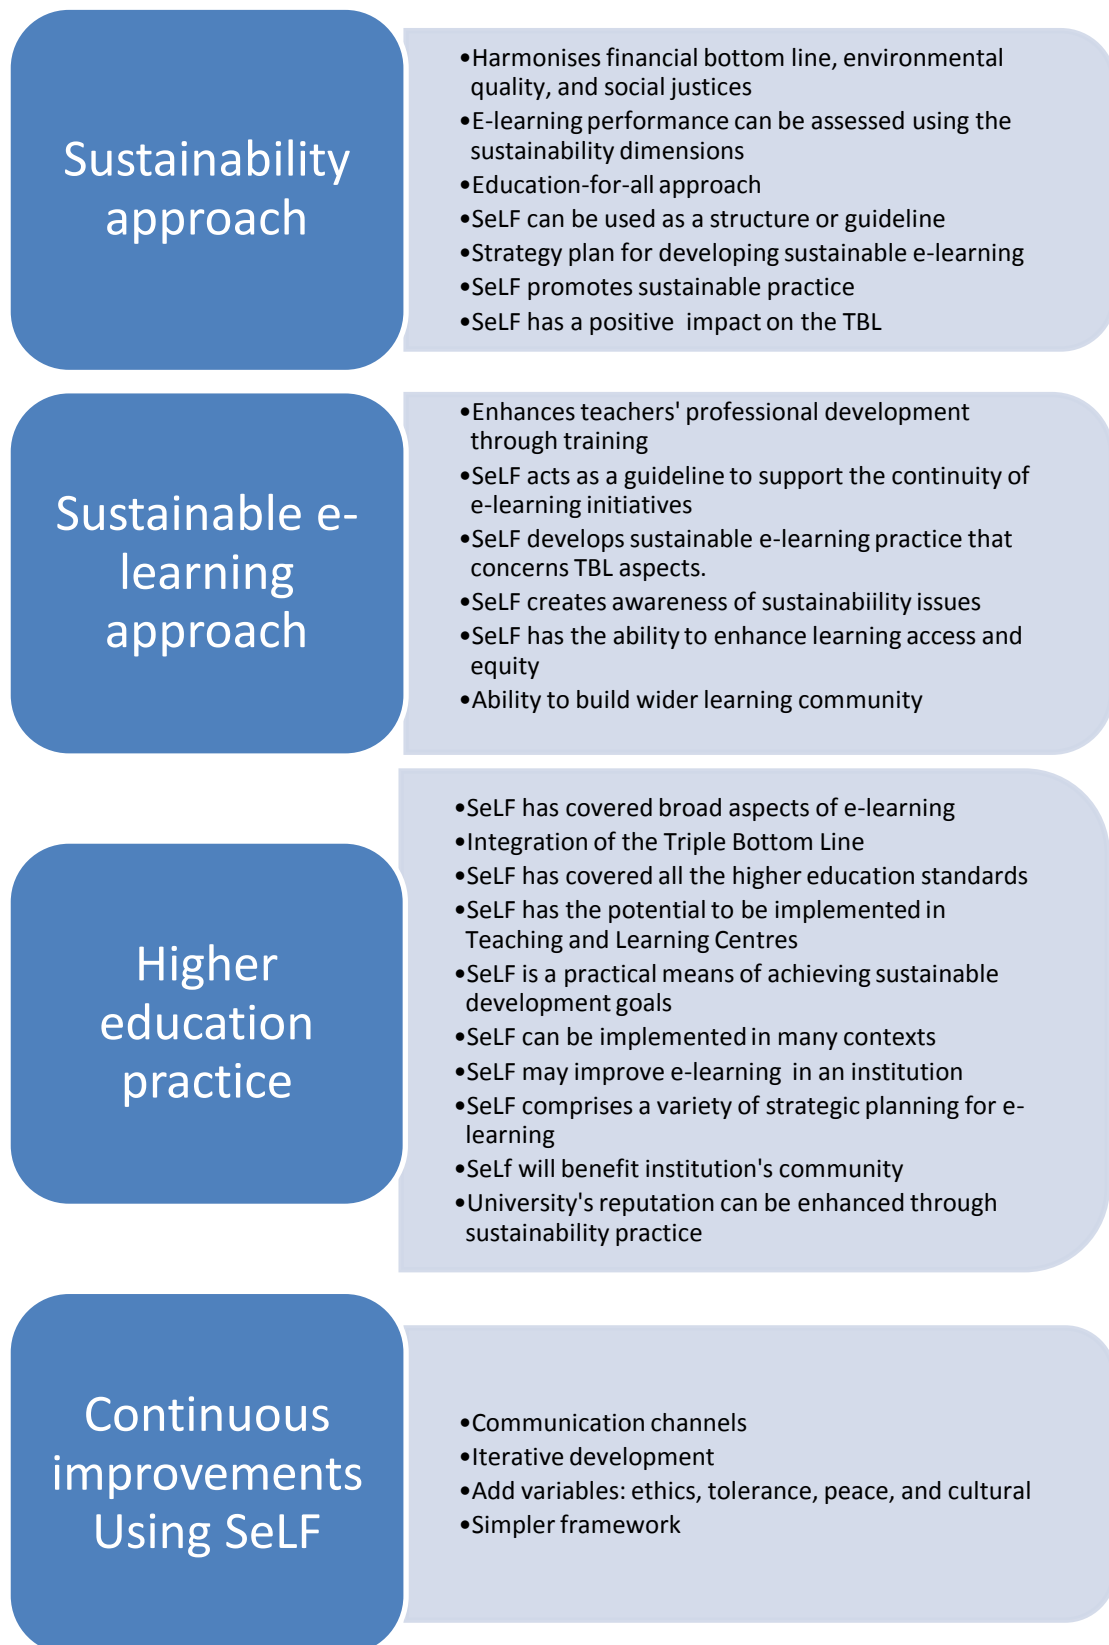 Sustainability
approach
•Harmonises financial bottom line, environmental
quality, and social justices
•E-learning performance can be assessed using the
sustainability dimensions
•Education-for-all approach
•SeLF can be used as a structure or guideline
•Strategy plan for developing sustainable e-learning
•SeLF promotes sustainable practice
•SeLF has a positive  impact on the TBL
Sustainable e-
learning
approach
•Enhances teachers' professional development
through training
•SeLF acts as a guideline to support the continuity of
e-learning initiatives
•SeLF develops sustainable e-learning practice that
concerns TBL aspects.
•SeLF creates awareness of sustainabiility issues
•SeLF has the ability to enhance learning access and
equity
•Ability to build wider learning community
Higher
education
practice
•SeLF has covered broad aspects of e-learning
•Integration of the Triple Bottom Line
•SeLF has covered all the higher education standards
•SeLF has the potential to be implemented in
Teaching and Learning Centres
•SeLF is a practical means of achieving sustainable
development goals
•SeLF can be implemented in many contexts
•SeLF may improve e-learning  in an institution
•SeLF comprises a variety of strategic planning for e-
learning
•SeLf will benefit institution's community
•University's reputation can be enhanced through
sustainability practice
Continuous
improvements
Using SeLF
•Communication channels
•Iterative development
•Add variables: ethics, tolerance, peace, and cultural
•Simpler framework